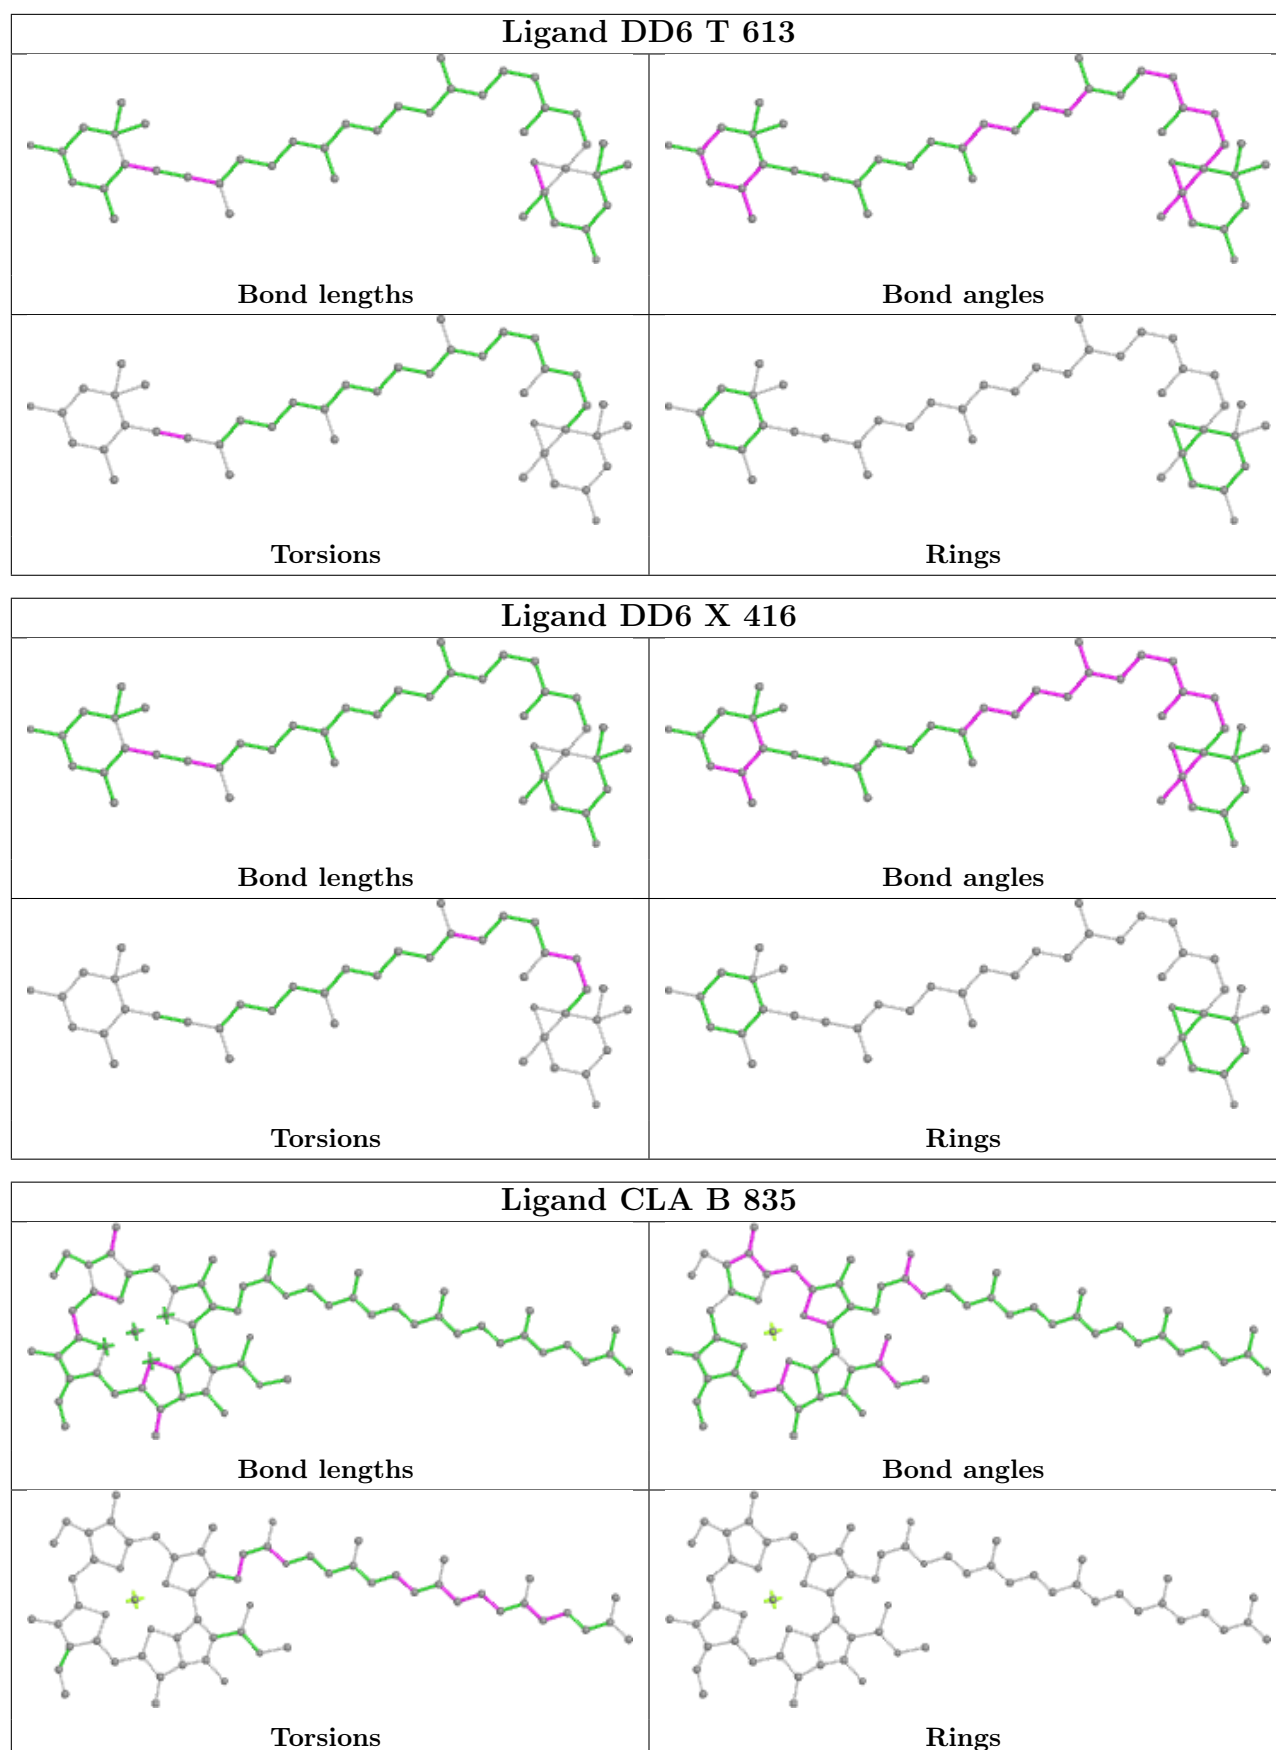 Ligand DD6 T 613
Bond lengths
Bond angles
Torsions
Rings
Ligand DD6 X 416
Bond lengths
Bond angles
Torsions
Rings
Ligand CLA B 835
Bond lengths
Bond angles
Torsions
Rings